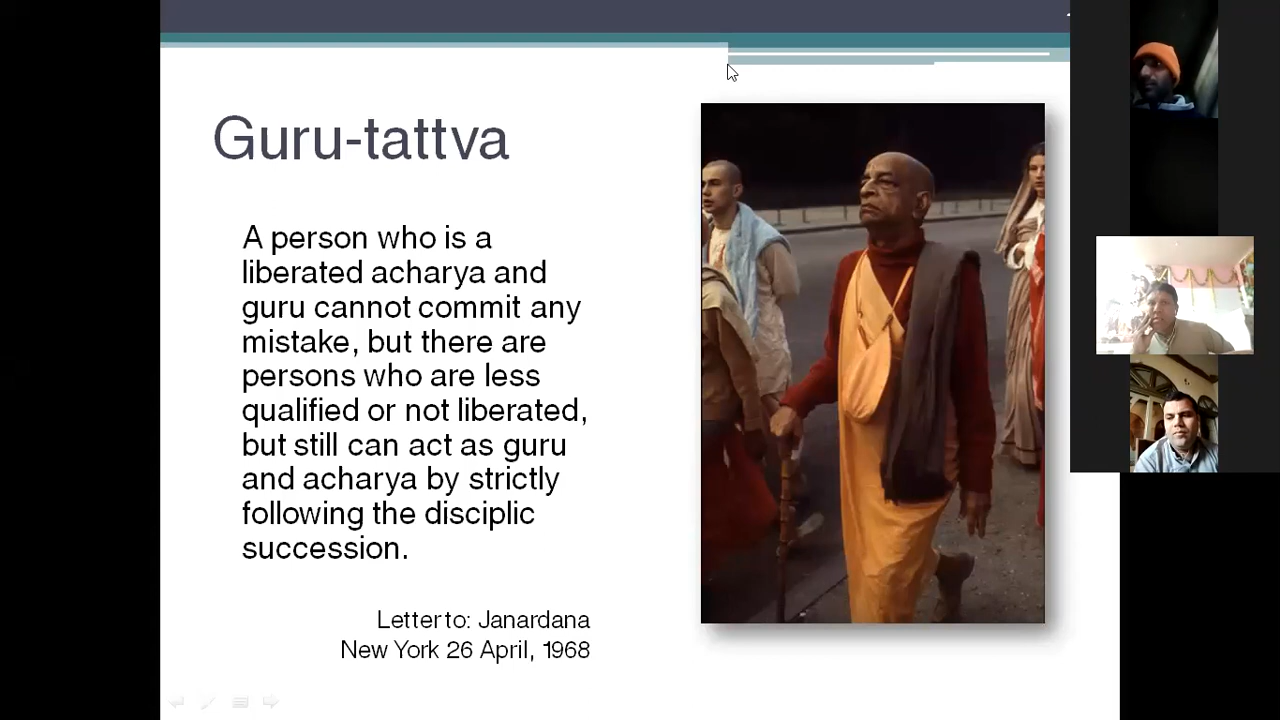 Guru-tattva
A person who is a
liberated acharya and
guru cannot commit any
mistake, but there are
persons who are less
qualified or not liberated,
but still can act as guru
and acharya by strictly
following the disciplic
succession.
Letter to: Janardana
New York 26 April, 1968